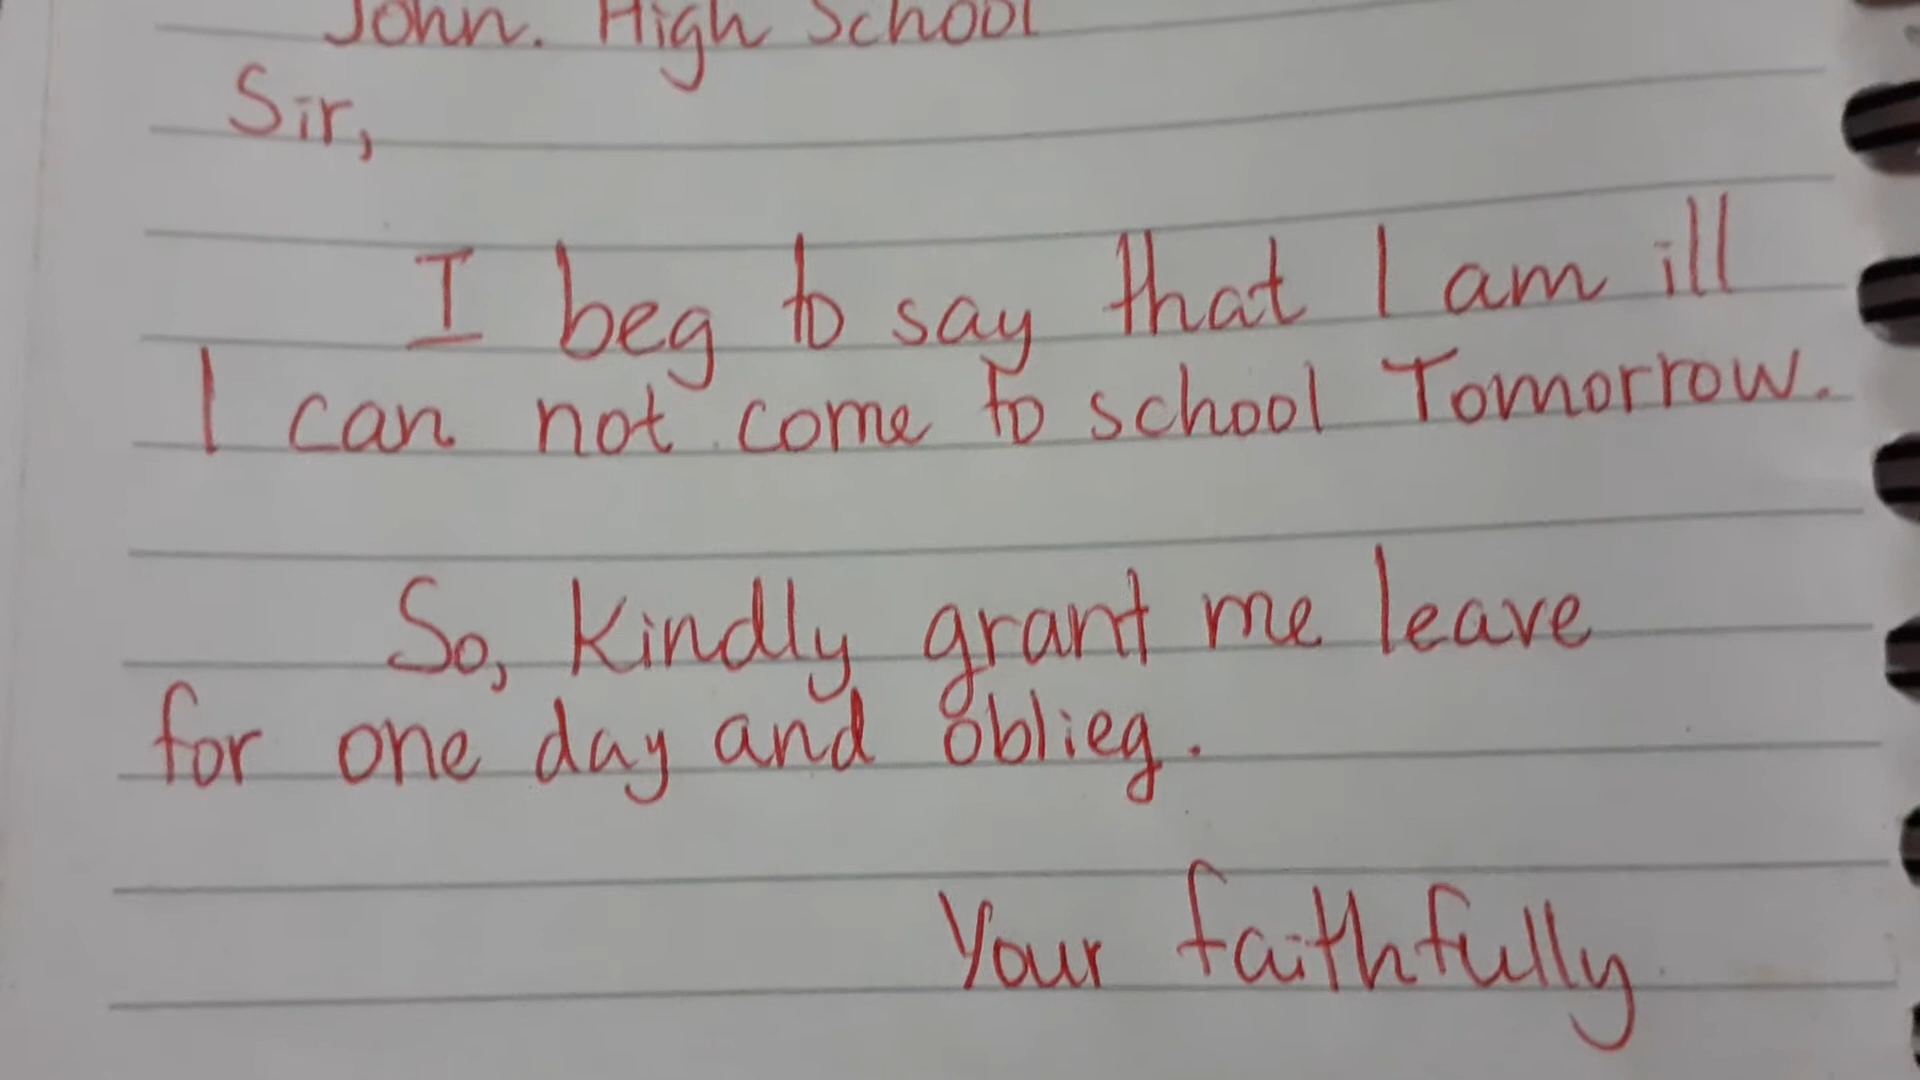 John. High School
Sir,
I beg to say that I am ill
I can not come to school Tomorrow.
So, Kindly grant me leave
for one day and oblieg.
Your faithfully